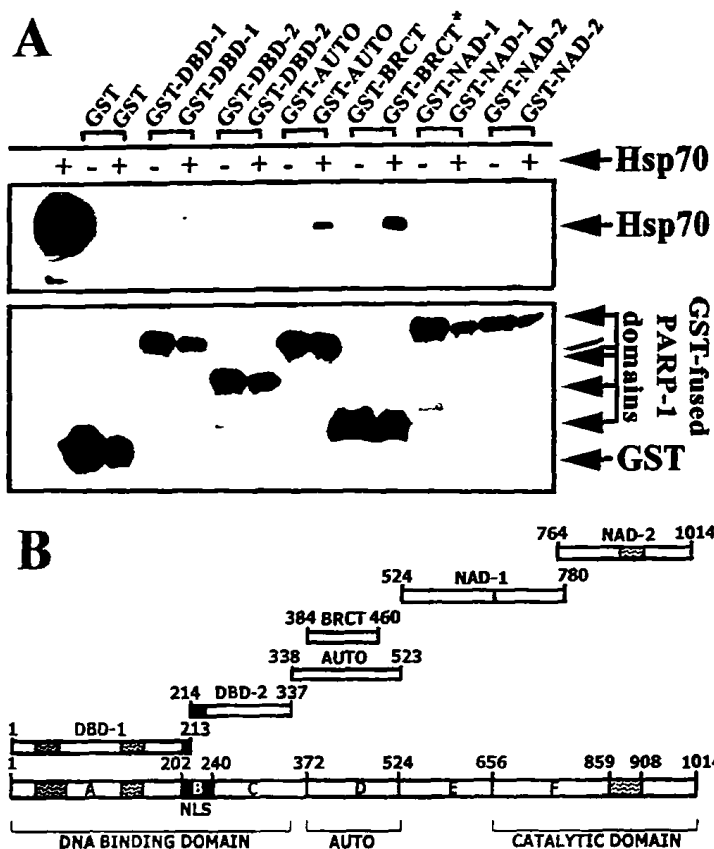 A
GST
GST
GST-DBD-1
GST-DBD-1
GST-DBD-2
GST-DBD-2
GST-AUTO
GST-AUTO
GST-BRCT
GST-BRCT*
GST-NAD-1
GST-NAD-1
GST-NAD-2
GST-NAD-2
+ - + - + - + - + - + - + - + Hsp70
Hsp70
GST-fused
PARP-1
domains
GST
B
764 NAD-2 1014
524 NAD-1 780
384 BRCT 460
338 AUTO 523
214 DBD-2 337
1 DBD-1 213
1 202 240 372 524 656 859 908 1014
A B C D E F
NLS
DNA BINDING DOMAIN AUTO CATALYTIC DOMAIN